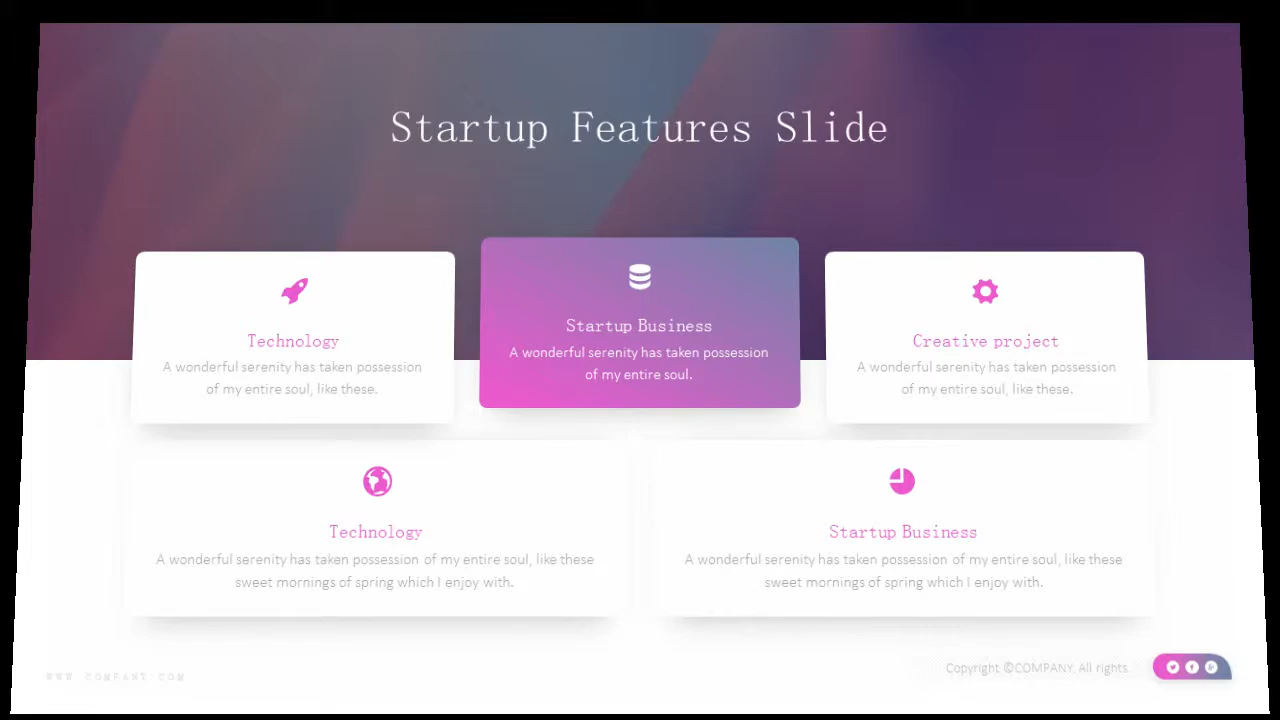 Startup Features Slide
Technology
A wonderful serenity has taken possession
of my entire soul, like these.
Startup Business
A wonderful serenity has taken possession
of my entire soul.
Creative project
A wonderful serenity has taken possession
of my entire soul, like these.
Technology
A wonderful serenity has taken possession of my entire soul, like these
sweet mornings of spring which I enjoy with.
Startup Business
A wonderful serenity has taken possession of my entire soul, like these
sweet mornings of spring which I enjoy with.
WWW.COMPANY.COM
Copyright ©COMPANY. All rights.